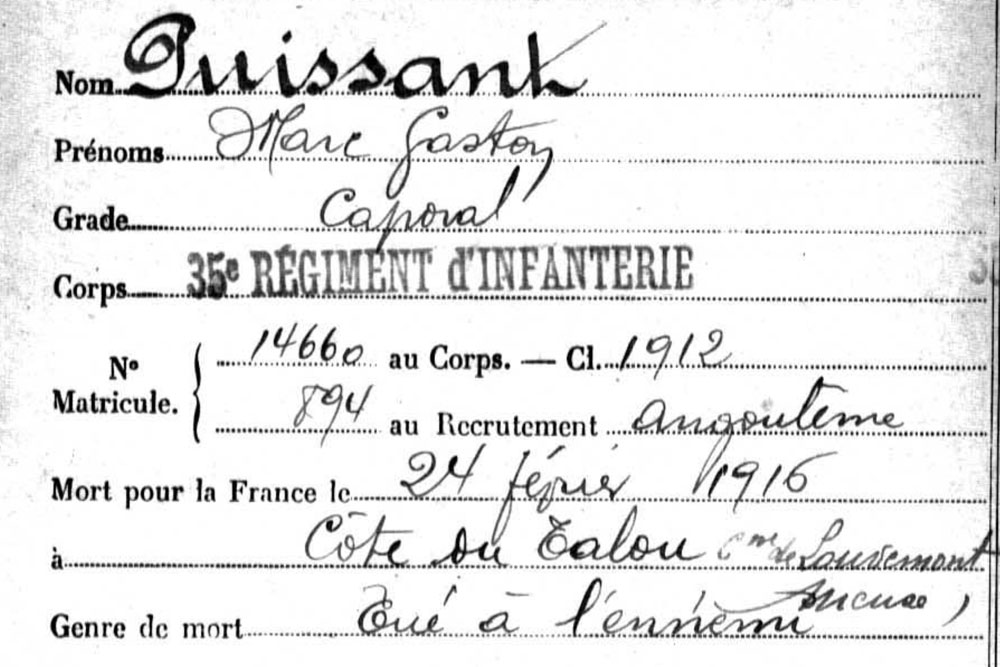 Nom Puissant
Prénoms Marc Gaston
Grade Caporal
Corps 35e RÉGIMENT d'INFANTERIE
No Matricule. 14660 au Corps. — Cl. 1912
894 au Recrutement Angoulême
Mort pour la France le 24 février 1916
à Côte du Talou Cne de Louvemont
Meuse)
Genre de mort Tué à l'ennemi